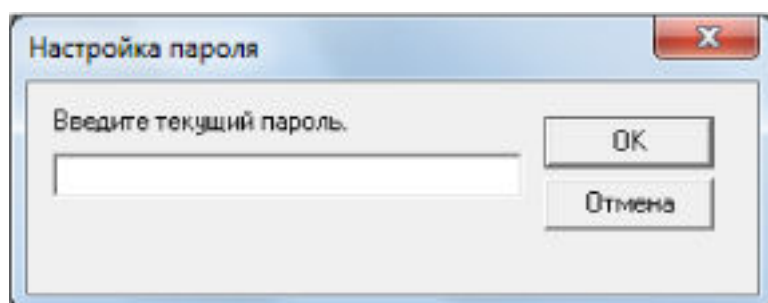 Настройка пароля
Введите текущий пароль.
OK
Отмена